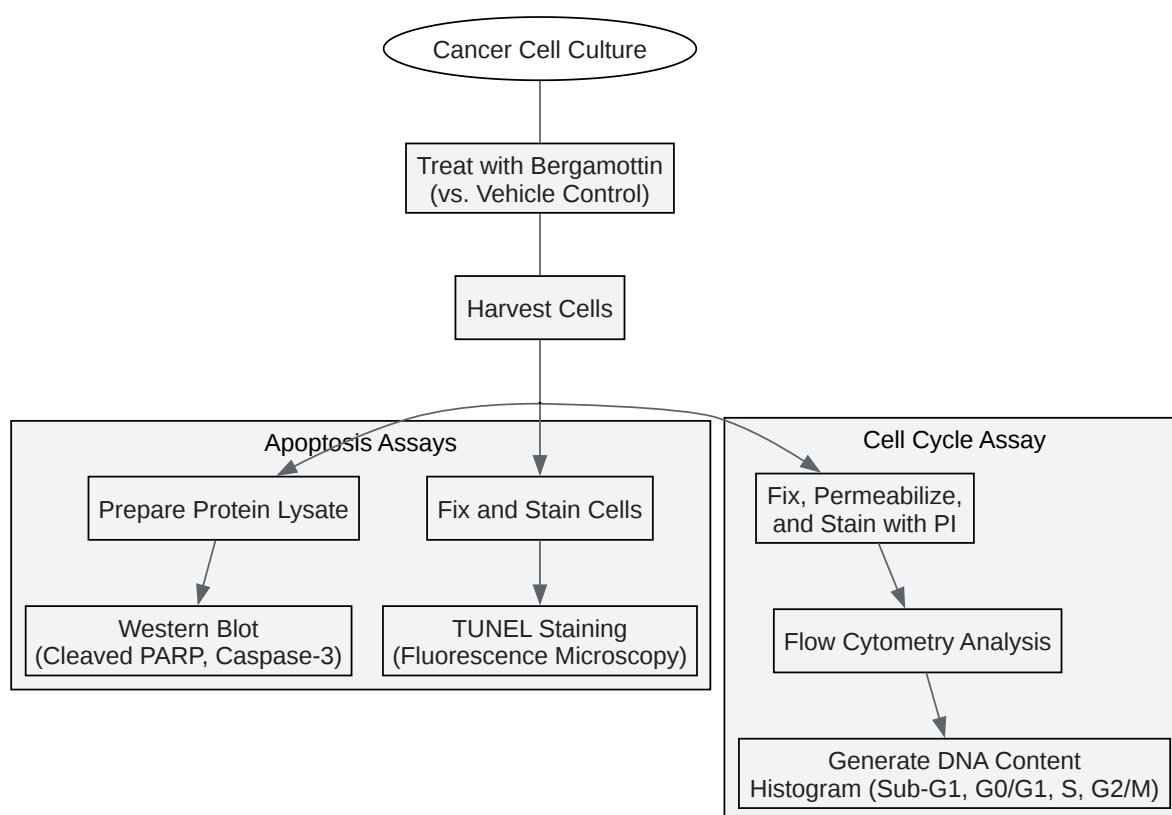 Cancer Cell Culture
Treat with Bergamottin
(vs. Vehicle Control)
Harvest Cells
Apoptosis Assays
Prepare Protein Lysate
Fix and Stain Cells
Western Blot
(Cleaved PARP, Caspase-3)
TUNEL Staining
(Fluorescence Microscopy)
Cell Cycle Assay
Fix, Permeabilize,
and Stain with PI
Flow Cytometry Analysis
Generate DNA Content
Histogram (Sub-G1, G0/G1, S, G2/M)